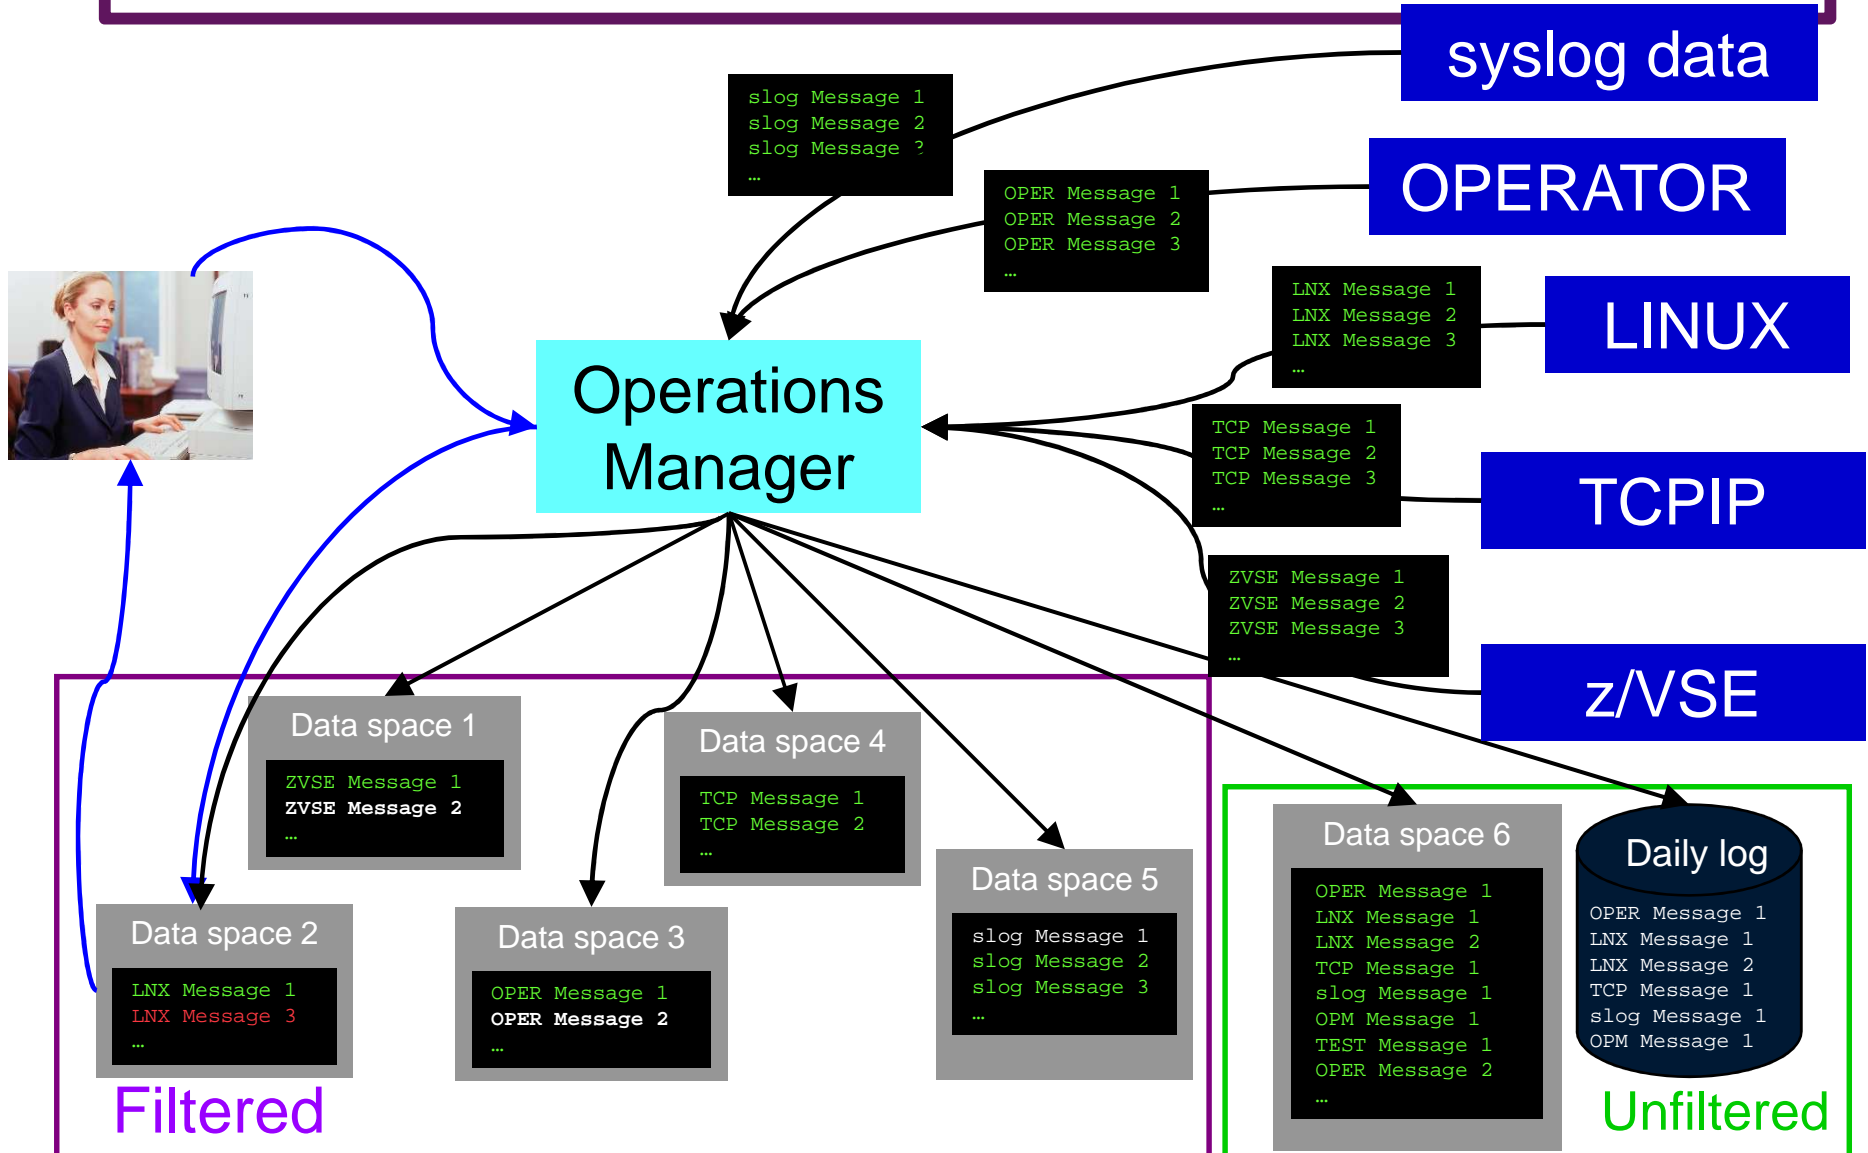 syslog data
slog Message 1
slog Message 2
slog Message
…
OPERATOR
OPER Message 1
OPER Message 2
OPER Message 3
…
LINUX
LNX Message 1
LNX Message 2
LNX Message 3
…
Operations
Manager
TCPIP
TCP Message 1
TCP Message 2
TCP Message 3
…
ZVSE Message 1
ZVSE Message 2
ZVSE Message 3
…
z/VSE
Data space 1
ZVSE Message 1
ZVSE Message 2
…
Data space 4
TCP Message 1
TCP Message 2
…
Data space 2
LNX Message 1
LNX Message 3
…
Data space 3
OPER Message 1
OPER Message 2
…
Data space 5
slog Message 1
slog Message 2
slog Message 3
…
Filtered
Data space 6
OPER Message 1
LNX Message 1
LNX Message 2
TCP Message 1
slog Message 1
OPM Message 1
TEST Message 1
OPER Message 2
…
Daily log
OPER Message 1
LNX Message 1
LNX Message 2
TCP Message 1
slog Message 1
OPM Message 1
Unfiltered